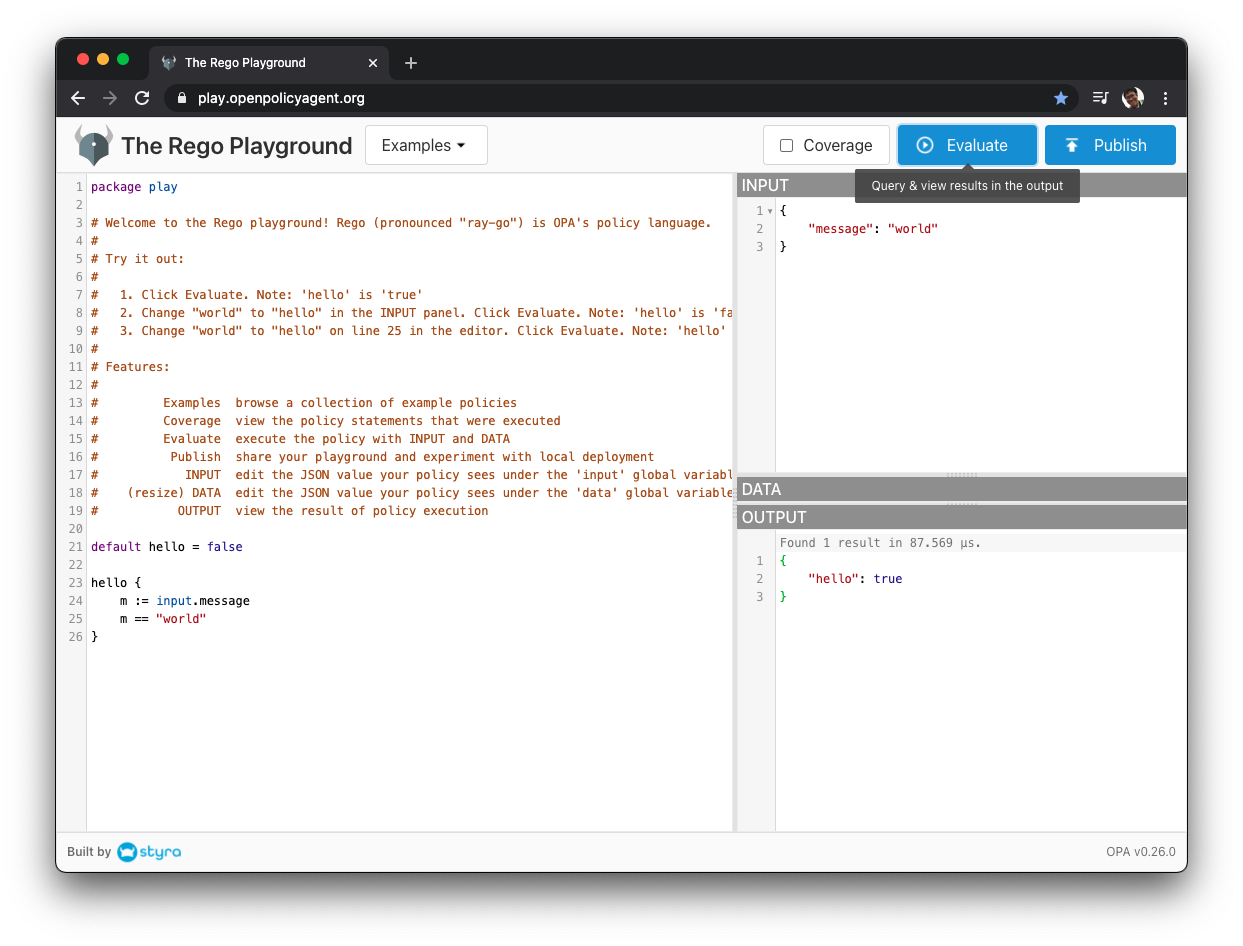 The Rego Playground
play.openpolicyagent.org
The Rego Playground
Examples
Coverage
Evaluate
Publish
Query & view results in the output
1 package play
2
3 # Welcome to the Rego playground! Rego (pronounced "ray-go") is OPA's policy language.
4 #
5 # Try it out:
6 #
7 #   1. Click Evaluate. Note: 'hello' is 'true'
8 #   2. Change "world" to "hello" in the INPUT panel. Click Evaluate. Note: 'hello' is 'fa
9 #   3. Change "world" to "hello" on line 25 in the editor. Click Evaluate. Note: 'hello'
10 #
11 # Features:
12 #
13 #         Examples  browse a collection of example policies
14 #         Coverage  view the policy statements that were executed
15 #         Evaluate  execute the policy with INPUT and DATA
16 #          Publish  share your playground and experiment with local deployment
17 #            INPUT  edit the JSON value your policy sees under the 'input' global variabl
18 #    (resize) DATA  edit the JSON value your policy sees under the 'data' global variable
19 #           OUTPUT  view the result of policy execution
20
21 default hello = false
22
23 hello {
24     m := input.message
25     m == "world"
26 }
INPUT
1 {
2     "message": "world"
3 }
DATA
OUTPUT
Found 1 result in 87.569 µs.
1 {
2     "hello": true
3 }
Built by styra
OPA v0.26.0